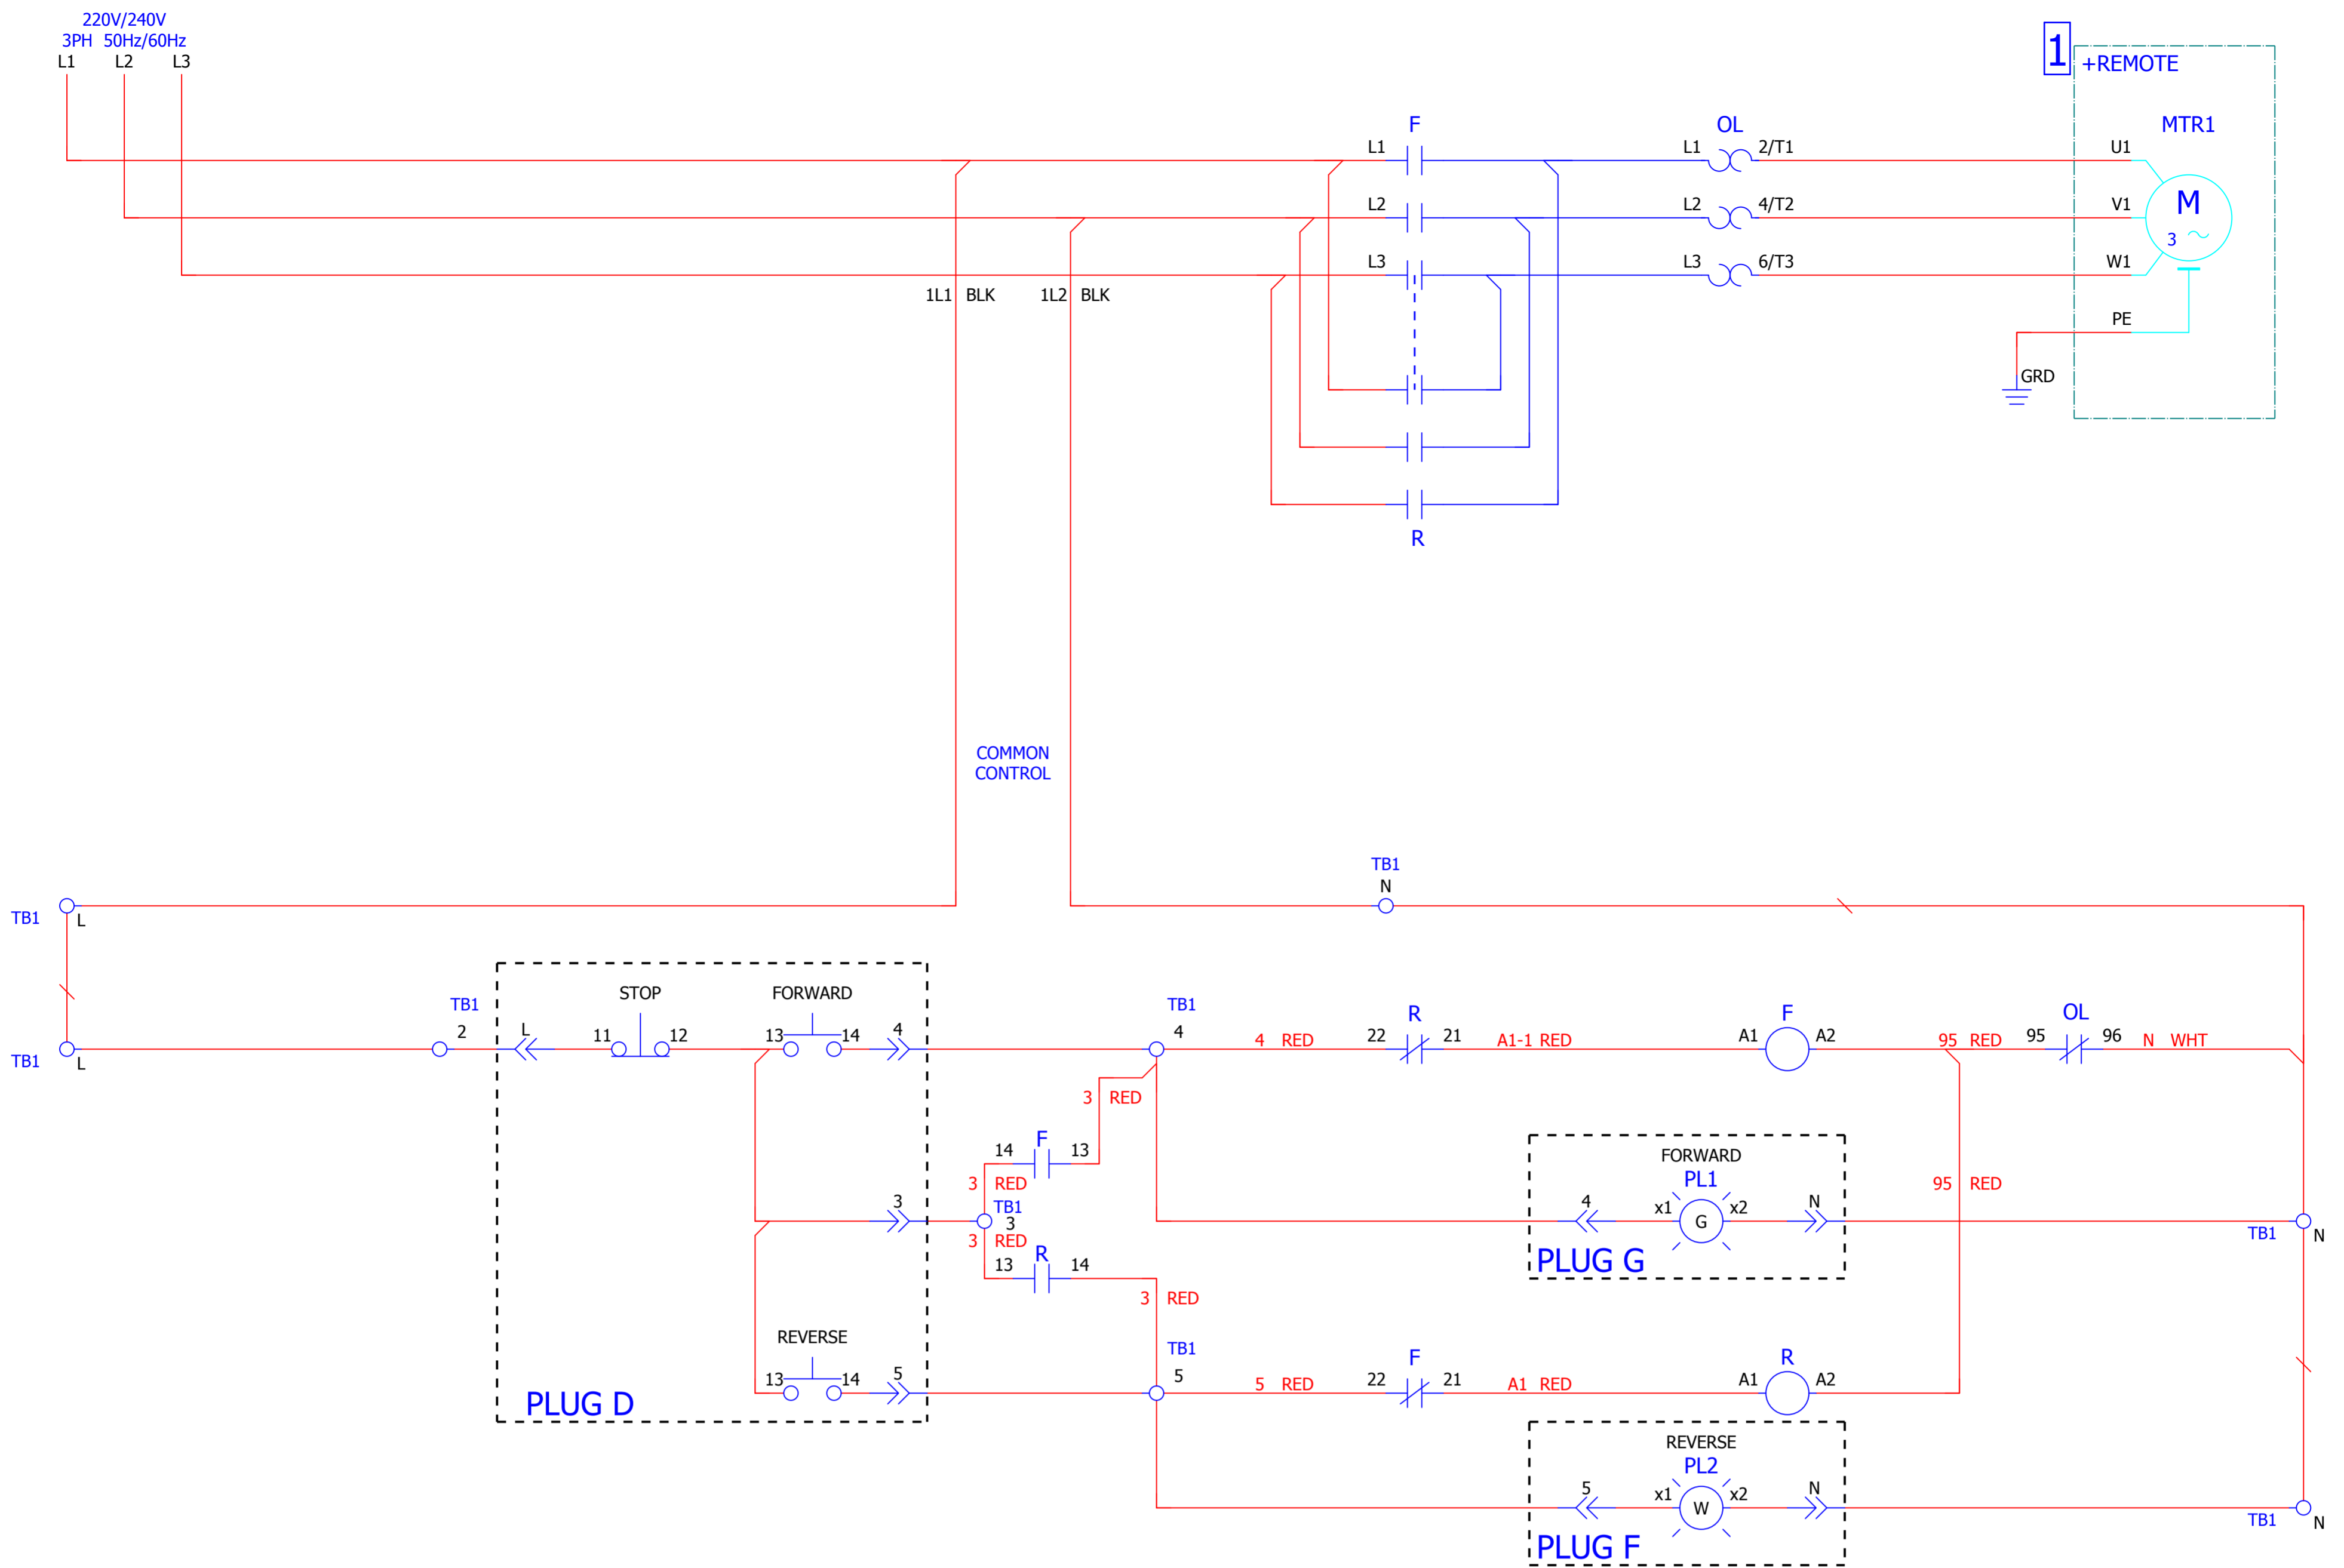 220V/240V
3PH 50Hz/60Hz
L1 L2 L3
1
+REMOTE
F OL MTR1
L1 L1 2/T1 U1
M
3
L2 L2 4/T2 V1
L3 L3 6/T3 W1
1L1 BLK 1L2 BLK
PE
GRD
R
COMMON
CONTROL
TB1
N
TB1 L
STOP FORWARD
TB1 TB1 R F OL
TB1 L
2 L 11 12 13 14 4 4 4 RED 22 21 A1-1 RED A1 A2 95 RED 95 96 N WHT
3 RED
F
14 13
3 RED
TB1
3
3 3 RED
R
13 14
3 RED
FORWARD
PL1
4 x1 G x2 N
PLUG G
95 RED
TB1 N
REVERSE
TB1 F R
13 14 5 5 5 RED 22 21 A1 RED A1 A2
PLUG D
REVERSE
PL2
5 x1 W x2 N
PLUG F
TB1 N